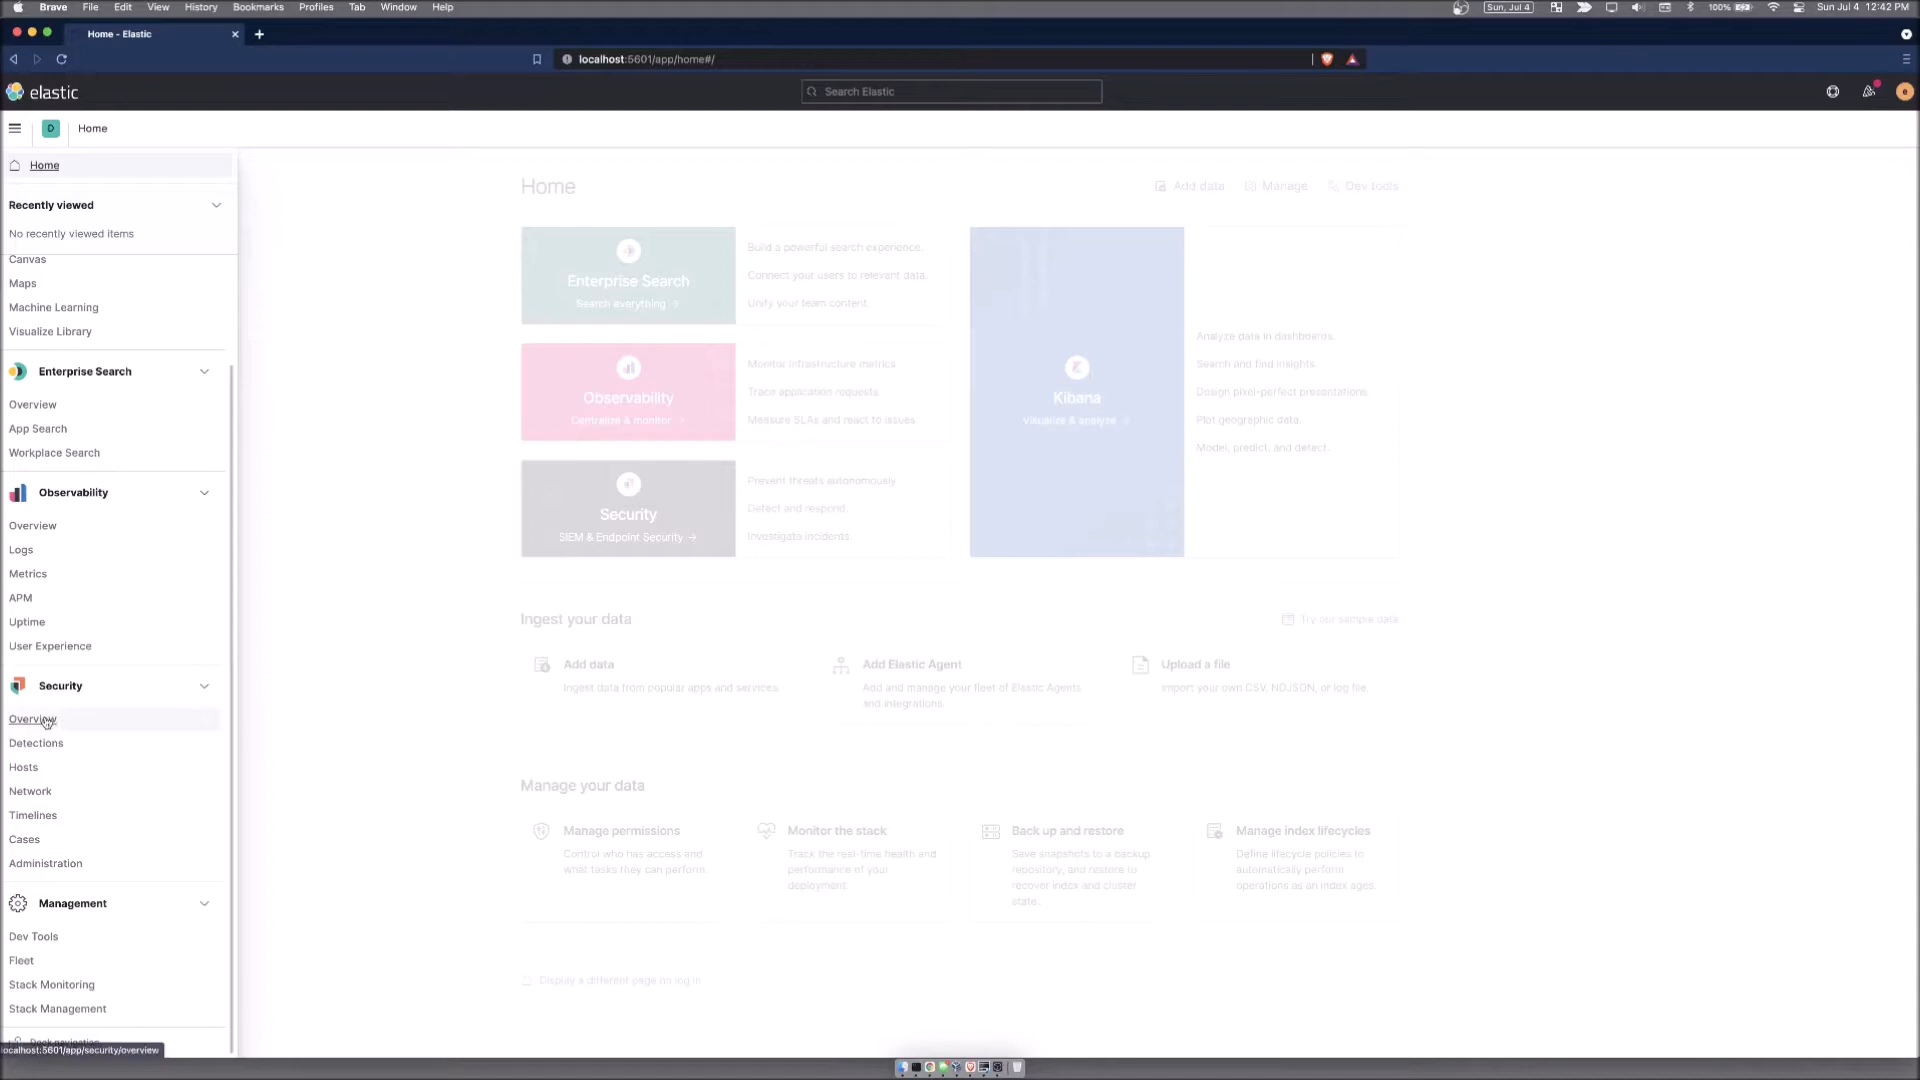 Brave File Edit View History Bookmarks Profiles Tab Window Help
Sun, Jul 4
100%
Sun Jul 4 12:42 PM
Home - Elastic
localhost:5601/app/home#/
elastic
Search Elastic
e
D
Home
Home
Recently viewed
No recently viewed items
Canvas
Maps
Machine Learning
Visualize Library
Enterprise Search
Overview
App Search
Workplace Search
Observability
Overview
Logs
Metrics
APM
Uptime
User Experience
Security
Overview
Detections
Hosts
Network
Timelines
Cases
Administration
Management
Dev Tools
Fleet
Stack Monitoring
Stack Management
Dock navigation
localhost:5601/app/security/overview
Home
Add data
Manage
Dev tools
Enterprise Search
Search everything →
Build a powerful search experience.
Connect your users to relevant data.
Unify your team content.
Observability
Centralize & monitor →
Monitor infrastructure metrics
Trace application requests.
Measure SLAs and react to issues
Security
SIEM & Endpoint Security →
Prevent threats autonomously
Detect and respond.
Investigate incidents.
Kibana
Visualize & analyze →
Analyze data in dashboards.
Search and find insights.
Design pixel-perfect presentations.
Plot geographic data.
Model, predict, and detect.
Ingest your data
Try our sample data
Add data
Ingest data from popular apps and services.
Add Elastic Agent
Add and manage your fleet of Elastic Agents
and integrations.
Upload a file
Import your own CSV, NDJSON, or log file.
Manage your data
Manage permissions
Control who has access and
what tasks they can perform.
Monitor the stack
Track the real-time health and
performance of your
deployment.
Back up and restore
Save snapshots to a backup
repository, and restore to
recover index and cluster
state.
Manage index lifecycles
Define lifecycle policies to
automatically perform
operations as an index ages.
Display a different page on log in